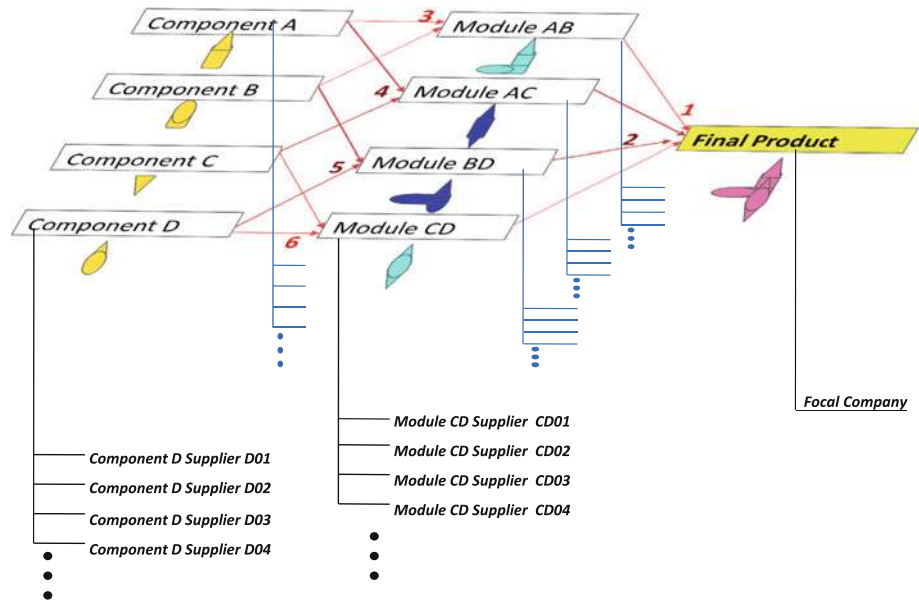 Component A
3
Module AB
Component B
4
Module AC
1
Component C
5
Module BD
2
Final Product
Component D
6
Module CD
Focal Company
Module CD Supplier CD01
Module CD Supplier CD02
Module CD Supplier CD03
Module CD Supplier CD04
Component D Supplier D01
Component D Supplier D02
Component D Supplier D03
Component D Supplier D04